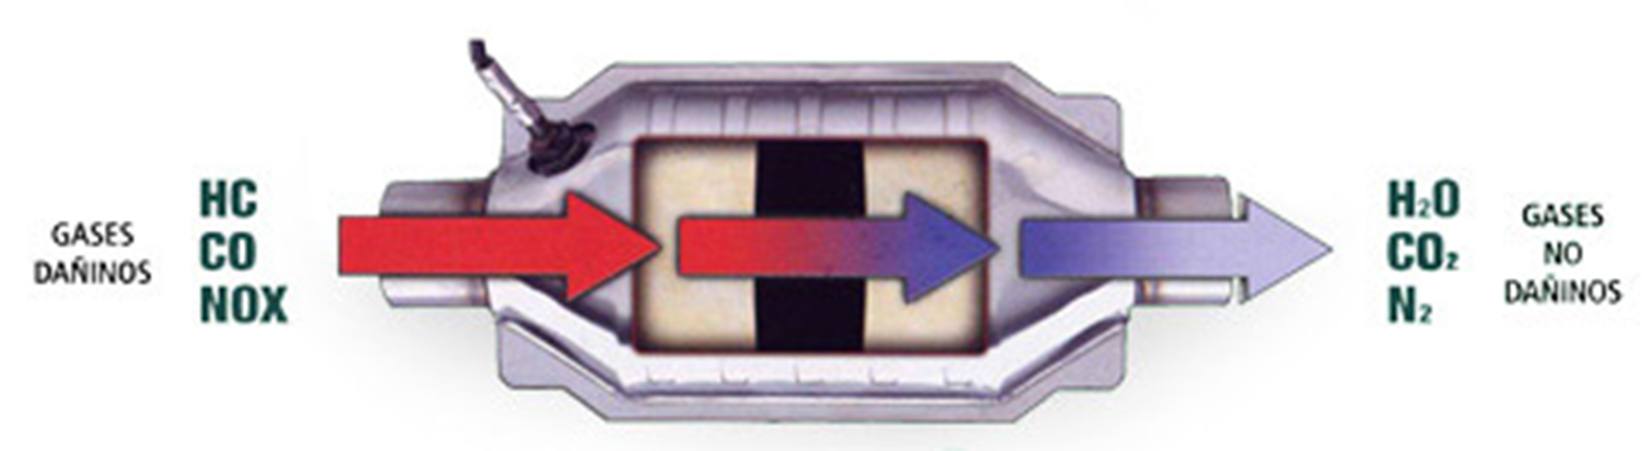 GASES
DAÑINOS
HC
CO
NOX
H₂O
CO₂
N₂
GASES
NO
DAÑINOS